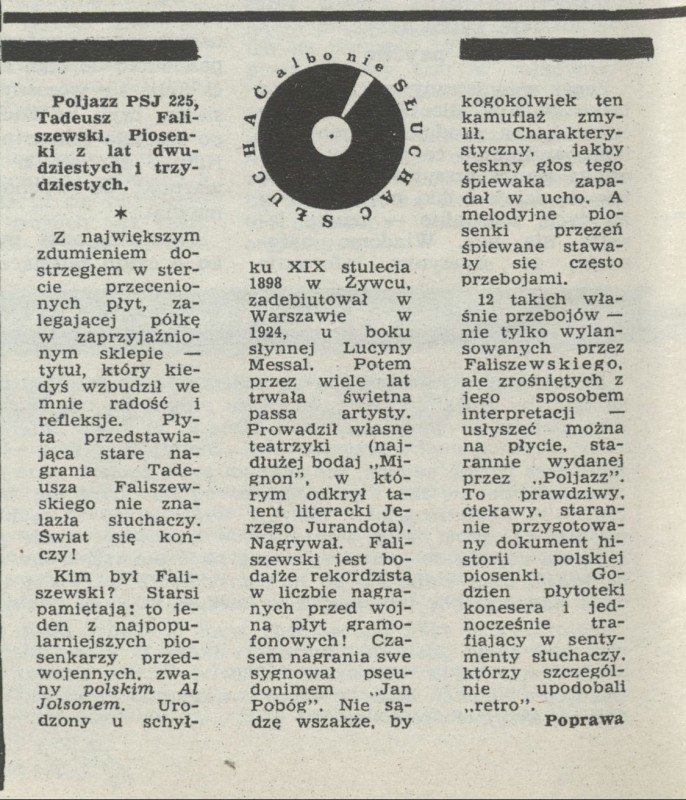 SŁUCHAĆ albo nie SŁUCHAĆ
Poljazz PSJ 225,
Tadeusz Fali-
szewski. Piosen-
ki z lat dwu-
dziestych i trzy-
dziestych.
*
Z największym
zdumieniem do-
strzegłem w ster-
cie przecenio-
nych płyt, za-
legającej półkę
w zaprzyjaźnio-
nym sklepie —
tytuł, który kie-
dyś wzbudził we
mnie radość i
refleksje. Pły-
ta przedstawia-
jąca stare na-
grania Tade-
usza Faliszew-
skiego nie zna-
lazła słuchaczy.
Świat się koń-
czy!
Kim był Fali-
szewski? Starsi
pamiętają: to je-
den z najpopu-
larniejszych pio-
senkarzy przed-
wojennych, zwa-
ny polskim Al
Jolsonem. Uro-
dzony u schył-
ku XIX stulecia
1898 w Żywcu,
zadebiutował w
Warszawie w
1924, u boku
słynnej Lucyny
Messal. Potem
przez wiele lat
trwała świetna
passa artysty.
Prowadził własne
teatrzyki (naj-
dłużej bodaj „Mi-
gnon”, w któ-
rym odkrył ta-
lent literacki Je-
rzego Jurandota).
Nagrywał. Fali-
szewski jest bo-
dajże rekordzistą
w liczbie nagra-
nych przed woj-
ną płyt gramo-
fonowych! Cza-
sem nagrania swe
sygnował pseu-
donimem „Jan
Pobóg”. Nie są-
dzę wszakże, by
kogokolwiek ten
kamuflaż zmy-
lił. Charaktery-
styczny, jakby
tęskny głos tego
śpiewaka zapa-
dał w ucho. A
melodyjne pio-
senki przezeń
śpiewane stawa-
ły się często
przebojami.
12 takich wła-
śnie przebojów —
nie tylko wylan-
sowanych przez
Faliszewskiego,
ale zrośniętych z
jego sposobem
interpretacji —
usłyszeć można
na płycie, sta-
rannie wydanej
przez „Poljazz”.
To prawdziwy,
ciekawy, staran-
nie przygotowa-
ny dokument hi-
storii polskiej
piosenki. Go-
dzien płytoteki
konesera i jed-
nocześnie tra-
fiający w senty-
menty słuchaczy,
którzy szczegól-
nie upodobali
„retro”.
Poprawa